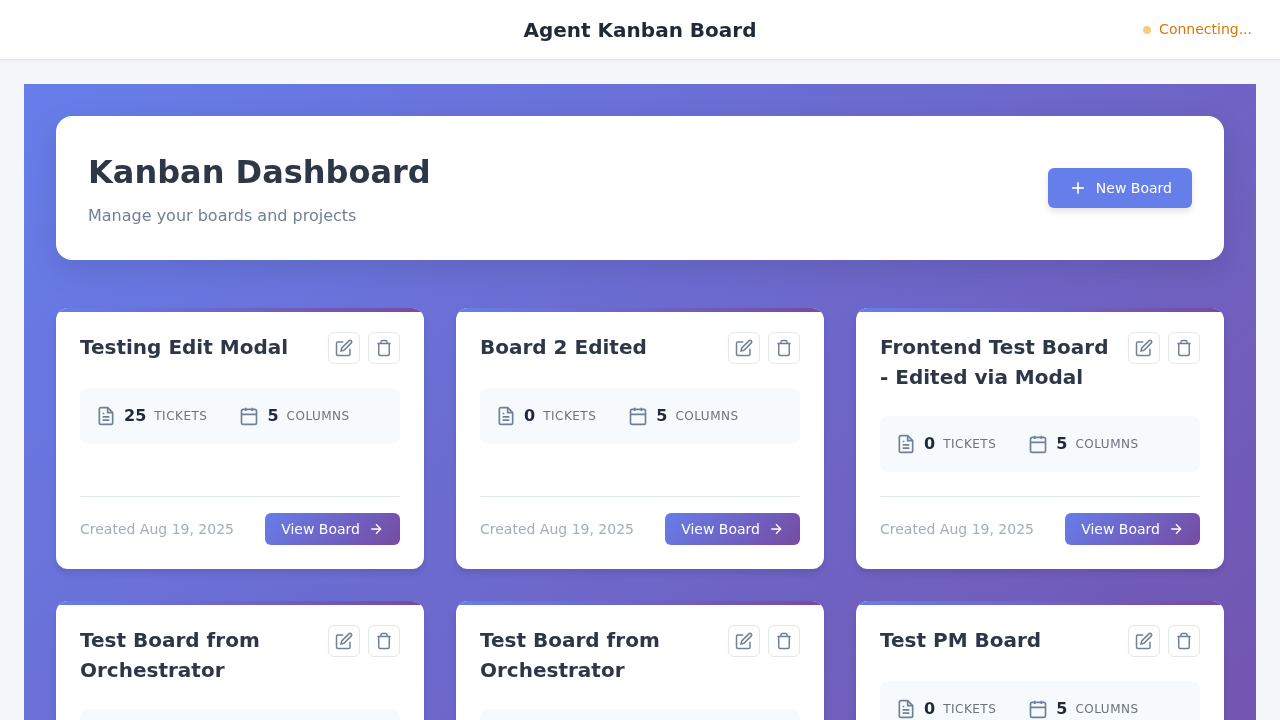 Agent Kanban Board
Connecting...
Kanban Dashboard
Manage your boards and projects
New Board
Testing Edit Modal
25 TICKETS
5 COLUMNS
Created Aug 19, 2025
View Board
Board 2 Edited
0 TICKETS
5 COLUMNS
Created Aug 19, 2025
View Board
Frontend Test Board
- Edited via Modal
0 TICKETS
5 COLUMNS
Created Aug 19, 2025
View Board
Test Board from
Orchestrator
Test Board from
Orchestrator
Test PM Board
0 TICKETS
5 COLUMNS